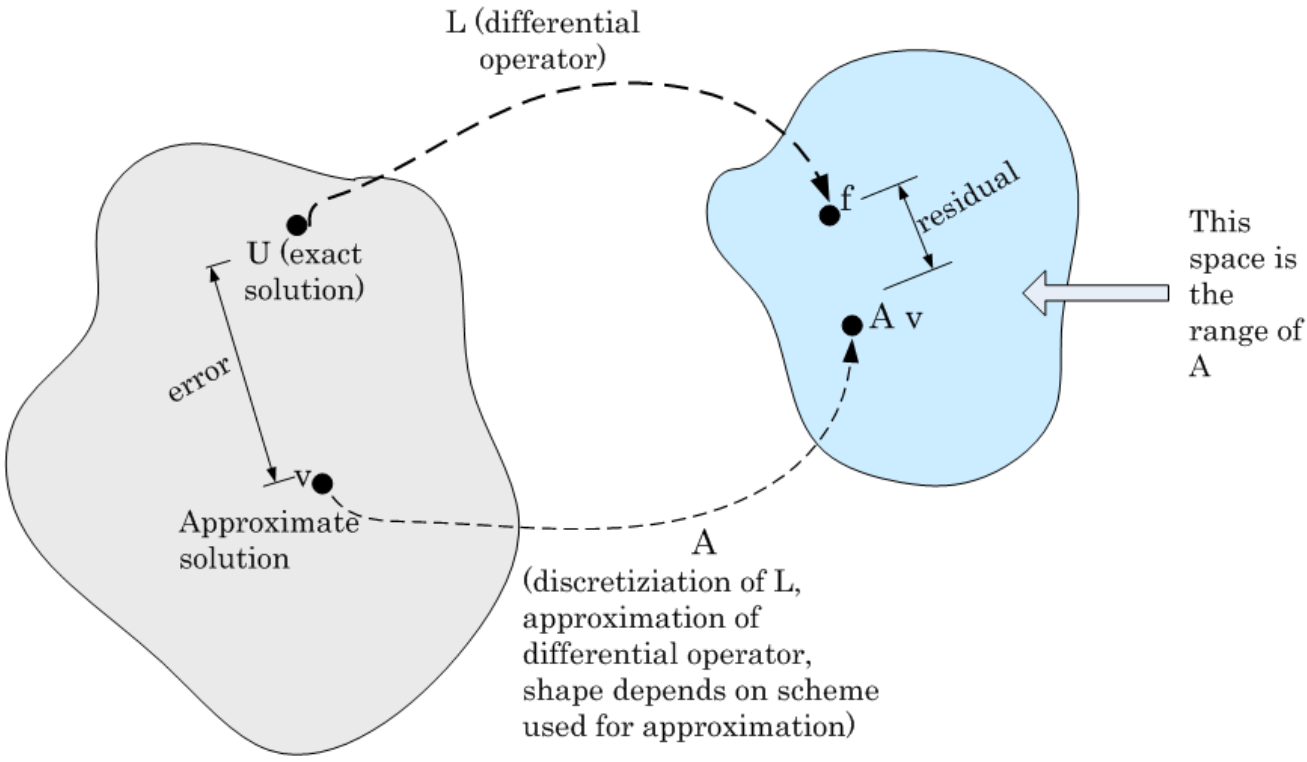 L (differential
operator)
f
residual
U (exact
solution)
This
space is
the
range of
A
A v
error
v
Approximate
solution
A
(discretiziation of L,
approximation of
differential operator,
shape depends on scheme
used for approximation)